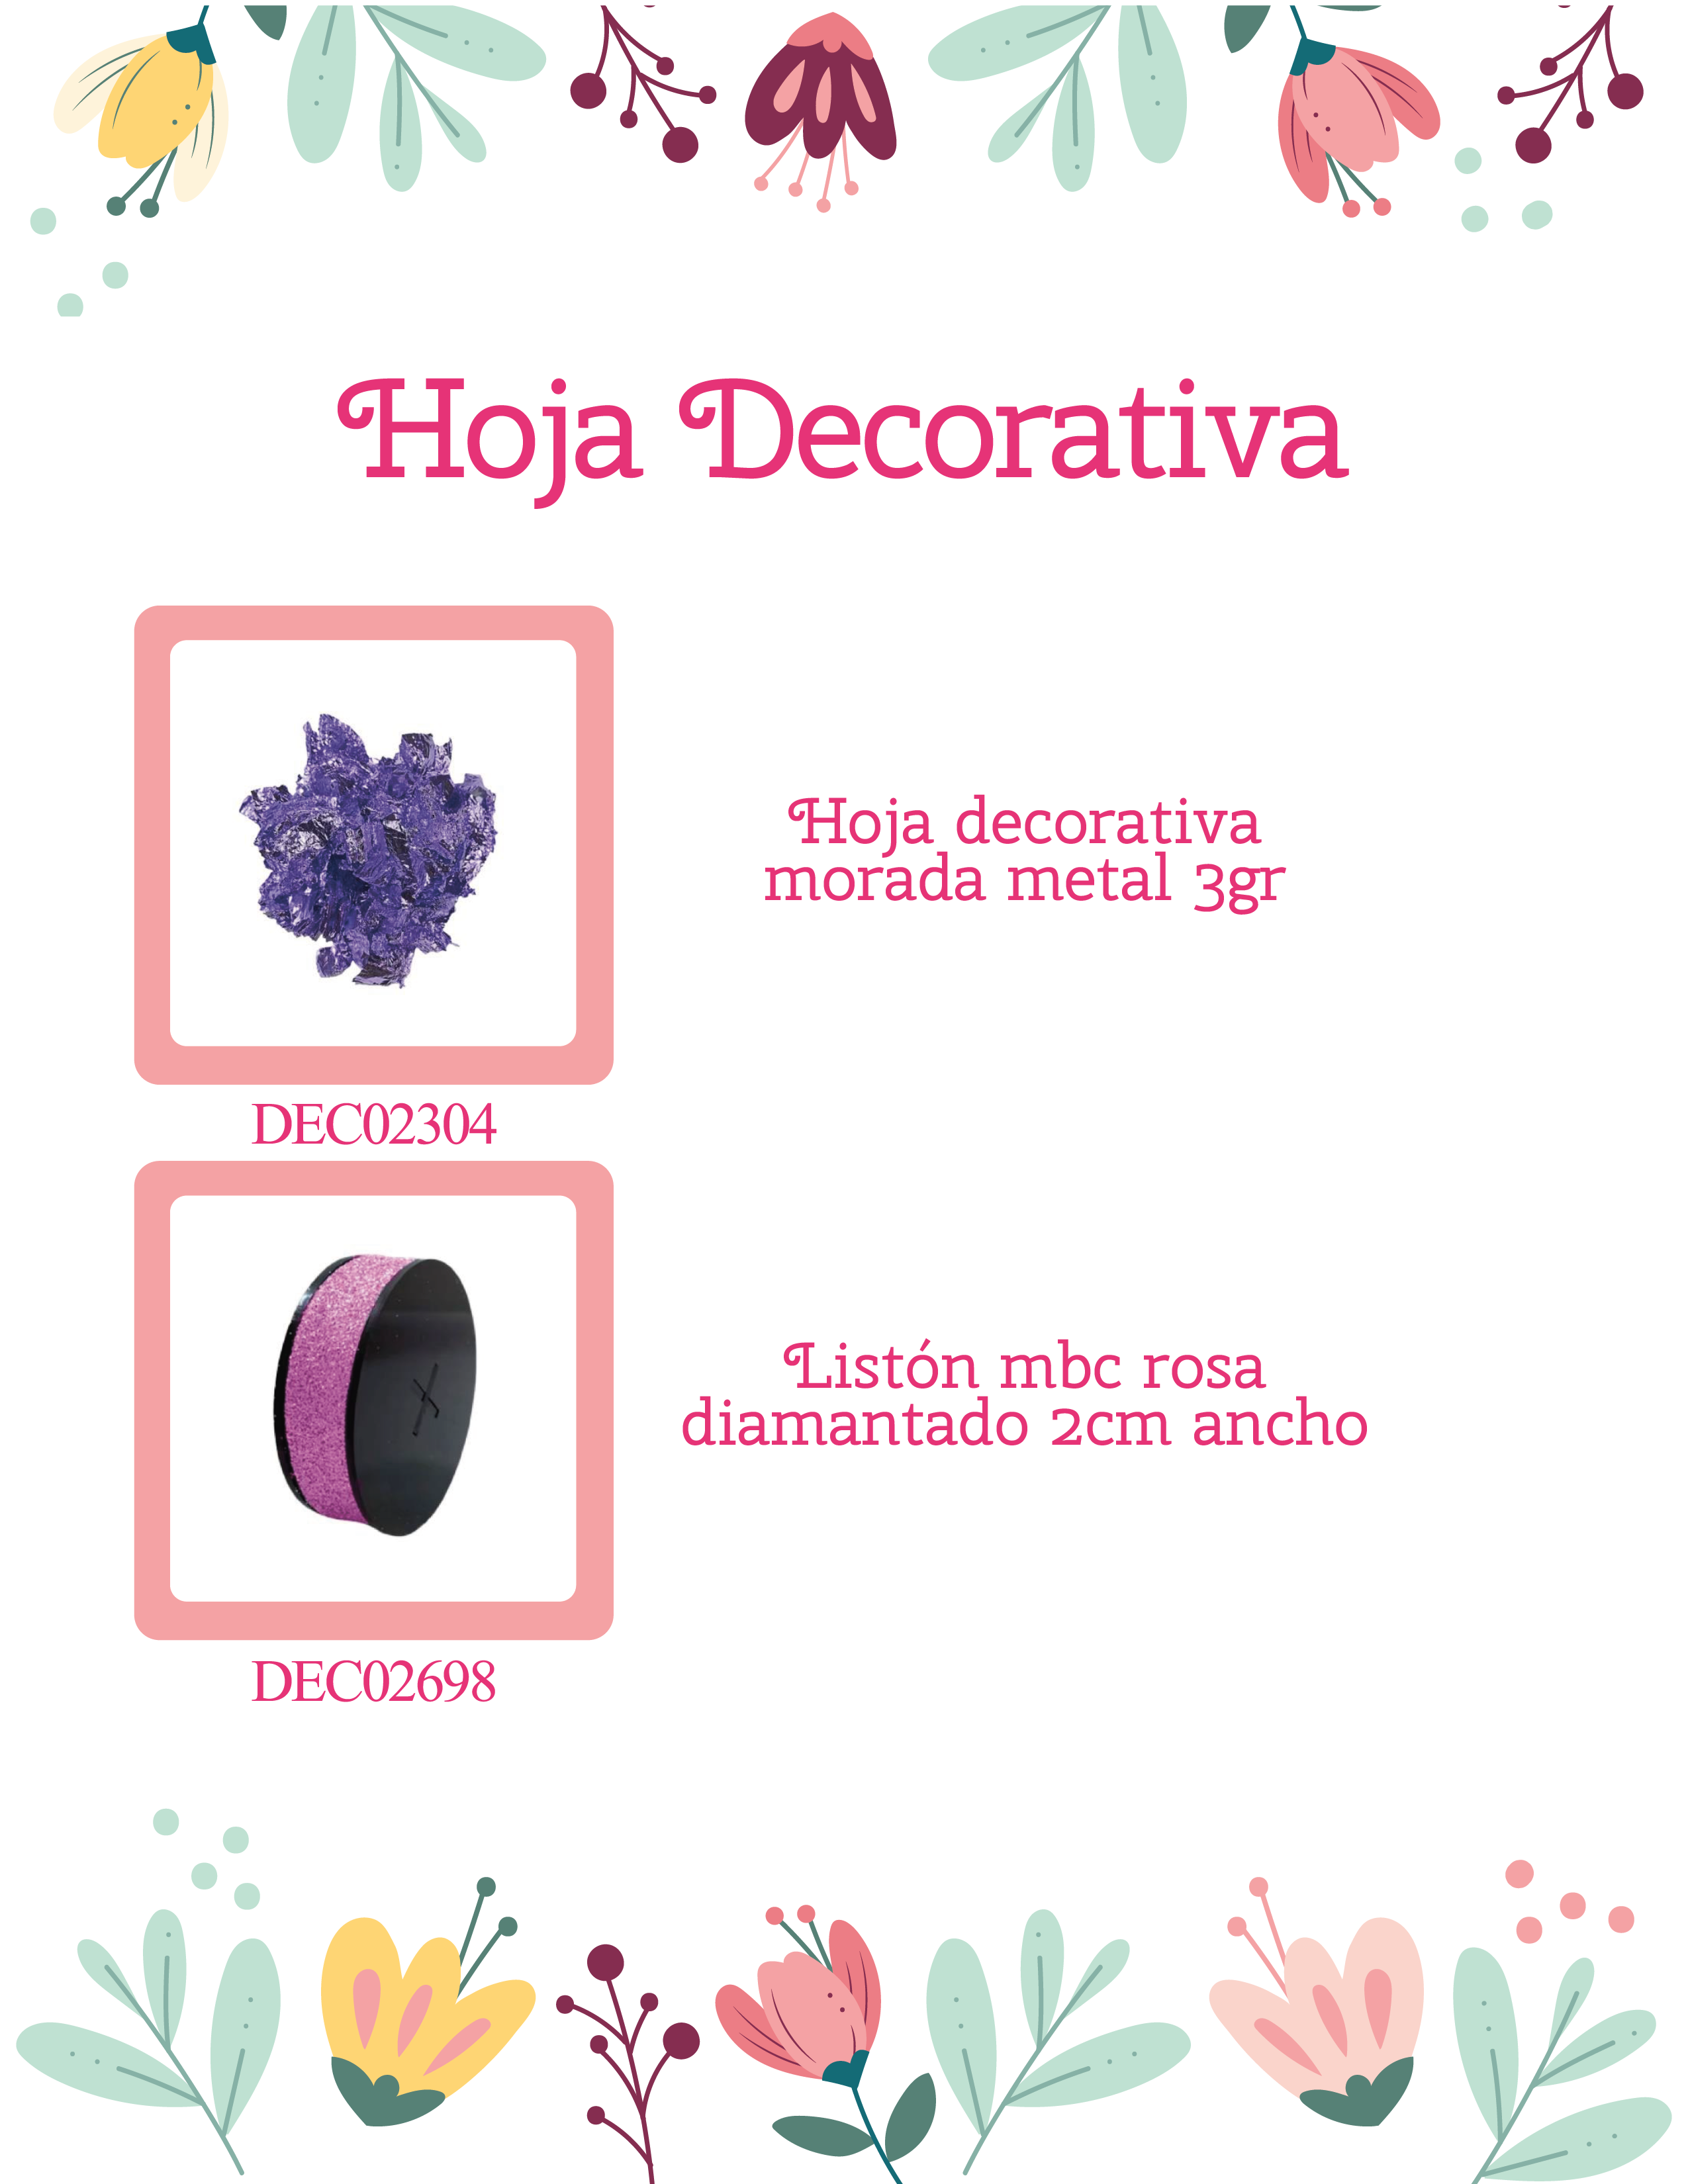 Hoja Decorativa
Hoja decorativa
morada metal 3gr
DEC02304
Listón mbc rosa
diamantado 2cm ancho
DEC02698